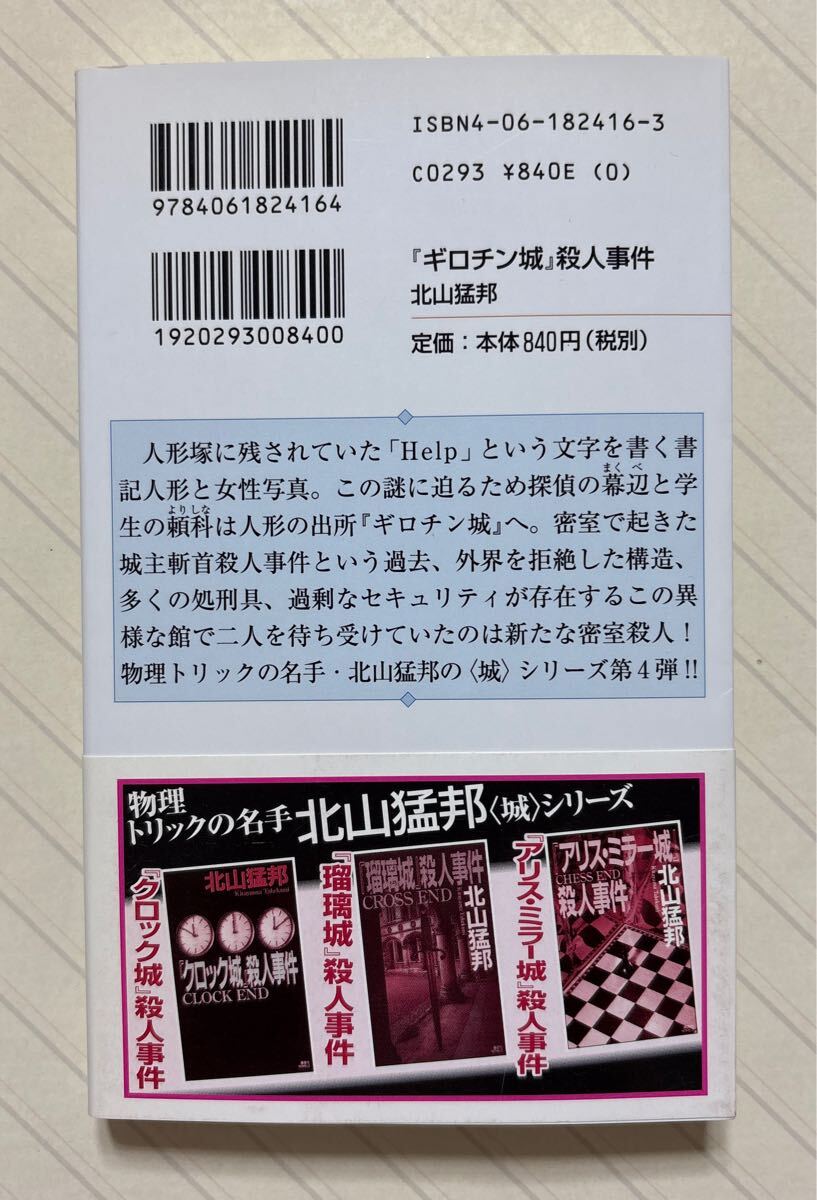 ISBN4-06-182416-3
C0293 ¥840E (0)
9784061824164
1920293008400
『ギロチン城』殺人事件
北山猛邦
定価：本体840円（税別）
人形塚に残されていた「Help」という文字を書く書
記人形と女性写真。この謎に迫るため探偵の幕辺と学
まくべ
生の頼科は人形の出所『ギロチン城』へ。密室で起きた
よりしな
城主斬首殺人事件という過去、外界を拒絶した構造、
多くの処刑具、過剰なセキュリティが存在するこの異
様な館で二人を待ち受けていたのは新たな密室殺人！
物理トリックの名手・北山猛邦の〈城〉シリーズ第４弾!!
物理
トリックの名手 北山猛邦〈城〉シリーズ
『クロック城』殺人事件
北山猛邦
Kitayama Takekuni
『クロック城』殺人事件
CLOCK END
『瑠璃城』殺人事件
『瑠璃城』殺人事件
CROSS END
北山猛邦
『アリス・ミラー城』殺人事件
『アリス・ミラー城』
CHESS END
殺人事件
北山猛邦